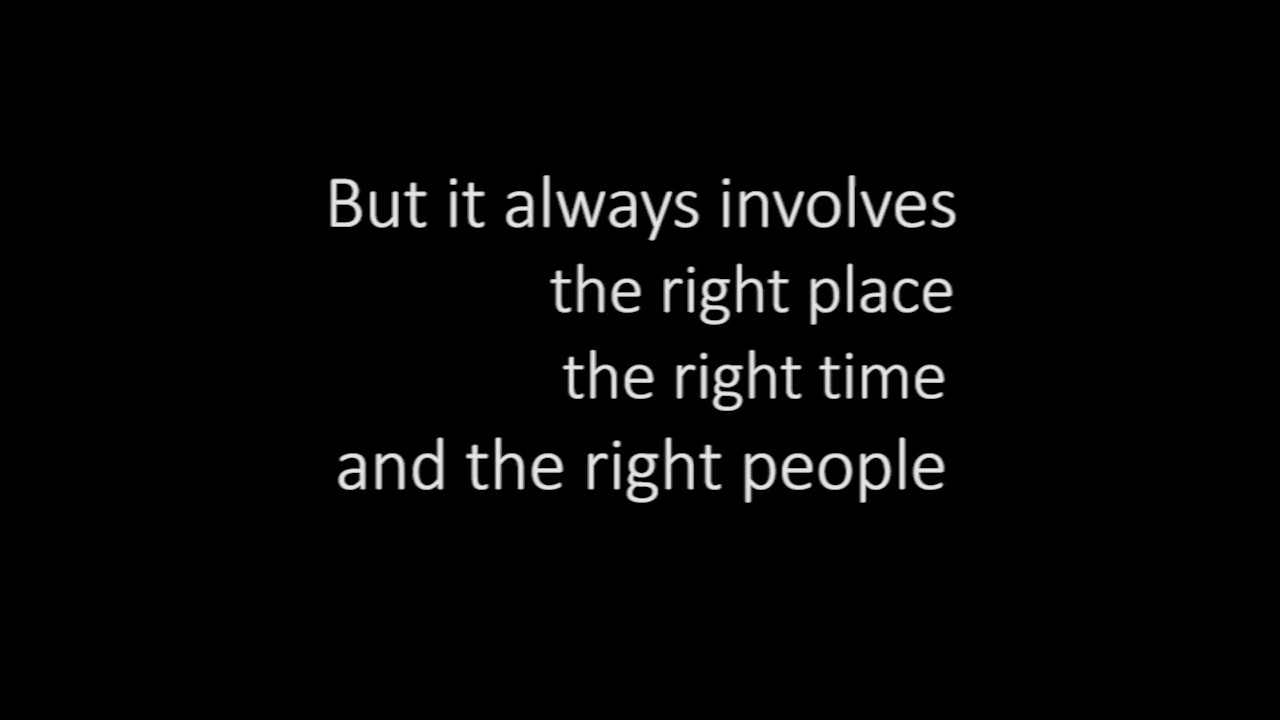 But it always involves
the right place
the right time
and the right people